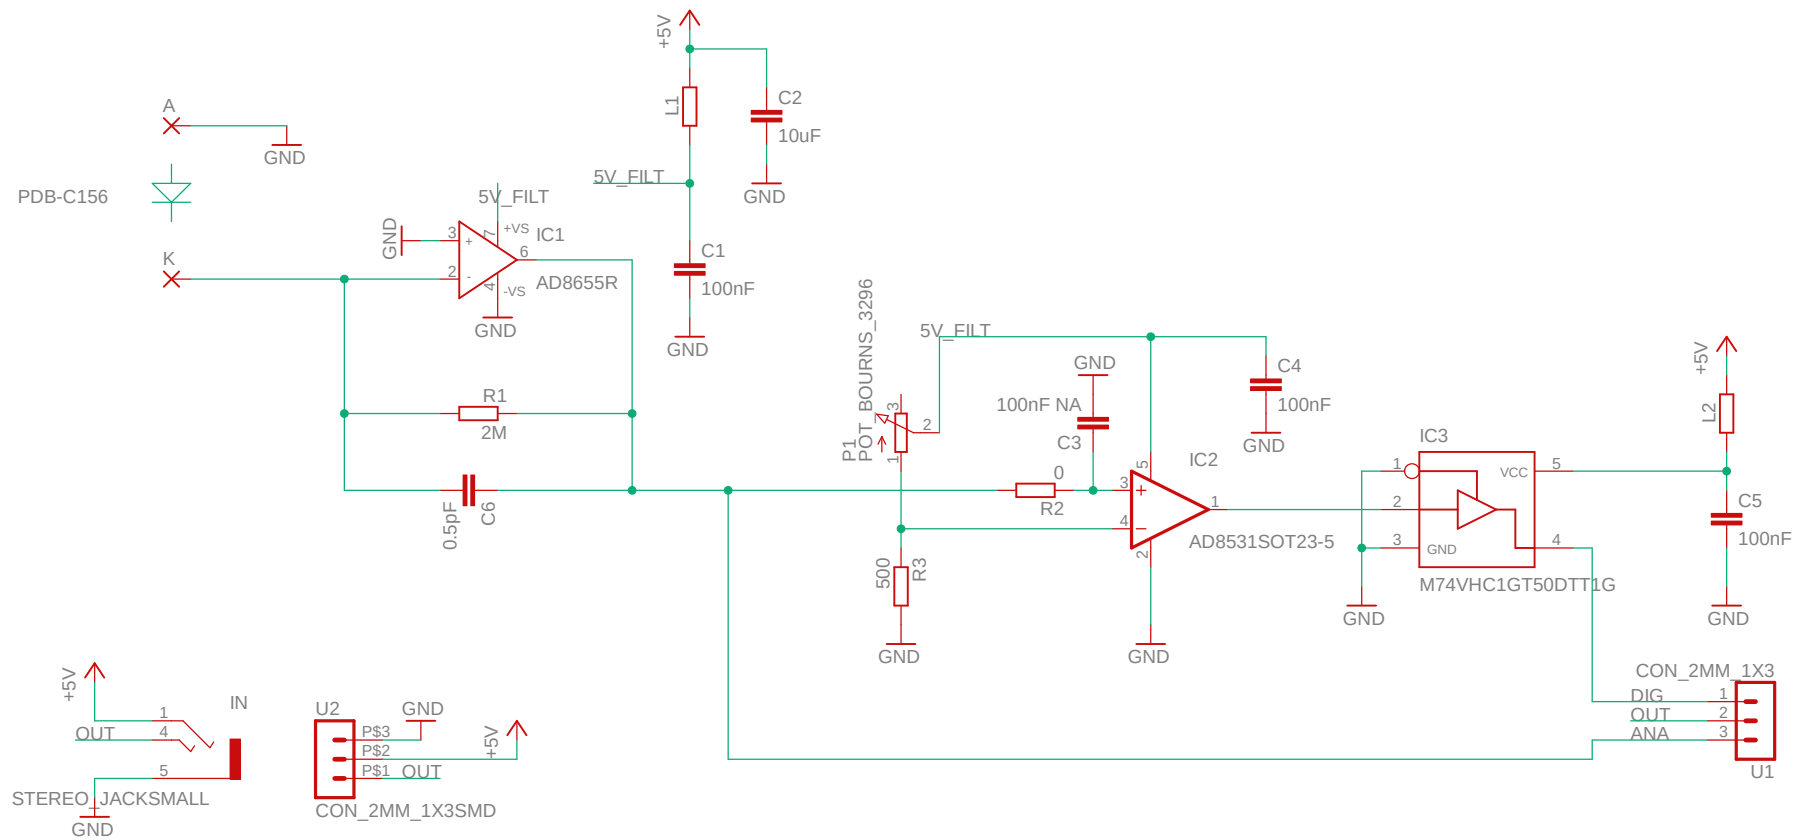 +5V
A
GND
PDB-C156
K
L1
C2
10uF
GND
5V_FILT
5V_FILT
GND
3
+
2
-
7
+VS
IC1
6
AD8655R
4
-VS
GND
C1
100nF
GND
R1
2M
0.5pF
C6
P1
POT_BOURNS_3296
3
2
1
5V_FILT
GND
100nF NA
C3
C4
100nF
GND
0
R2
5
3
4
2
1
IC2
AD8531SOT23-5
GND
500
R3
GND
IC3
1
2
3
GND
VCC
5
4
M74VHC1GT50DTT1G
GND
+5V
L2
C5
100nF
GND
+5V
IN
1
OUT
4
5
STEREO_JACKSMALL
GND
U2
GND
P$3
P$2
P$1
OUT
+5V
CON_2MM_1X3SMD
CON_2MM_1X3
DIG
1
OUT
2
ANA
3
U1